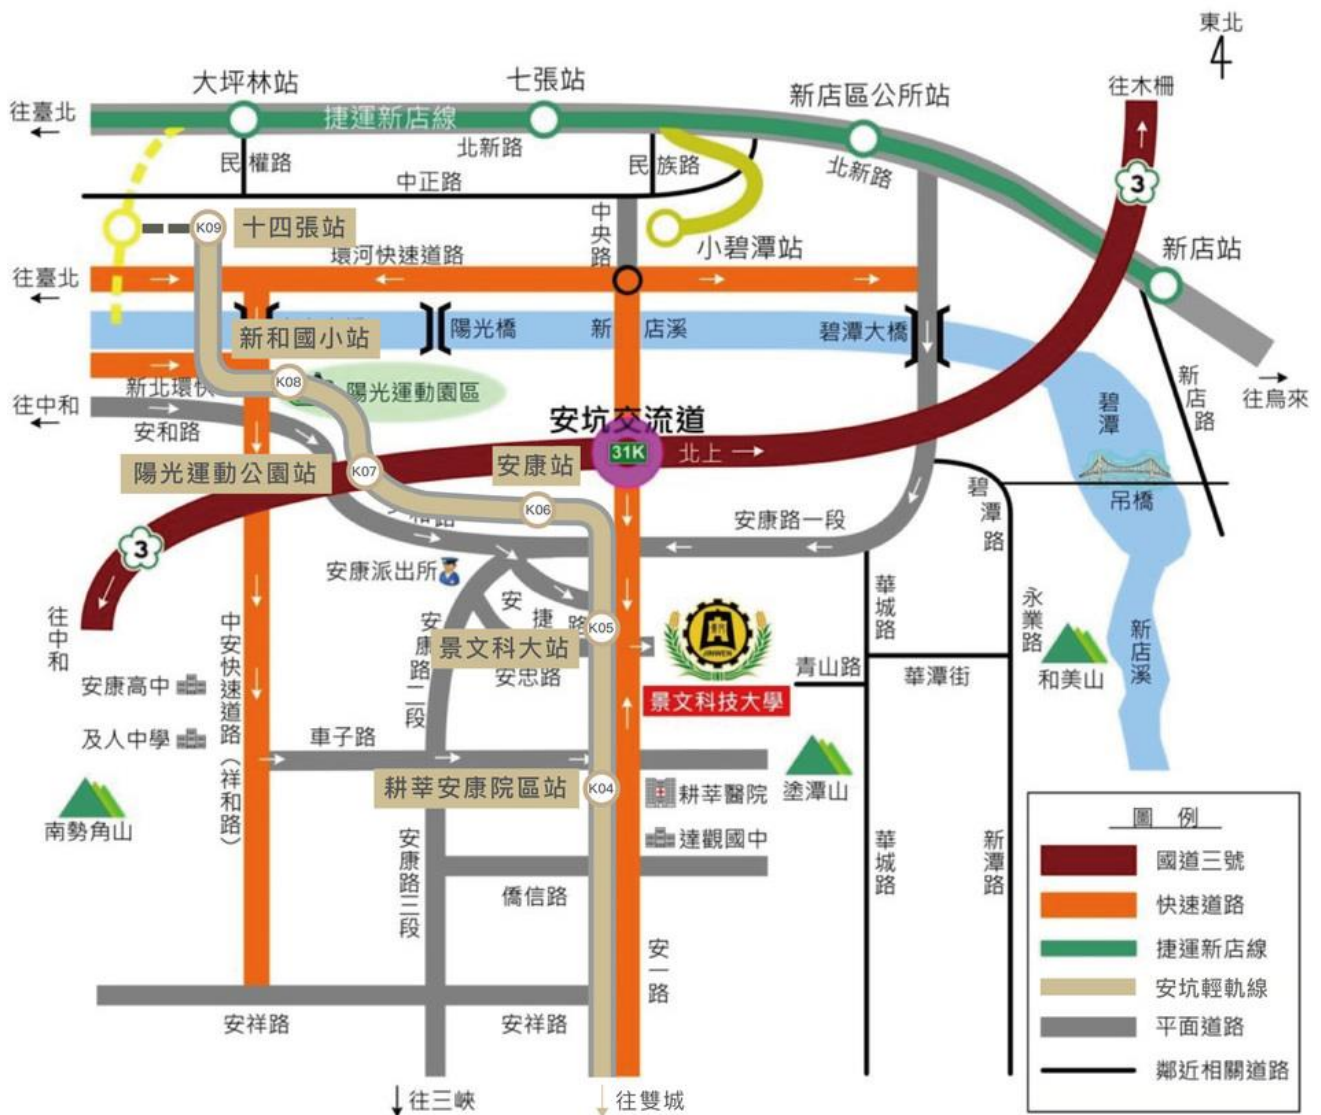 東北
往木柵
大坪林站
七張站
新店區公所站
往臺北
捷運新店線
民權路
北新路
民族路
北新路
中正路
3
K09
十四張站
中央路
小碧潭站
新店站
環河快速道路
往臺北
新和國小站
陽光橋
新店溪
碧潭大橋
新北環快
K08
陽光運動園區
往中和
安和路
安坑交流道
碧潭
新店路
往烏來
陽光運動公園站
K07
安康站
31K
北上
K06
吊橋
碧潭路
安康路一段
3
安康派出所
往中和
中安快速道路（祥和路）
安康路二段
安捷路
華城路
永業路
新店溪
景文科大站
K05
安忠路
JINWEN
景文科技大學
青山路
華潭街
和美山
安康高中
及人中學
車子路
南勢角山
耕莘安康院區站
K04
耕莘醫院
達觀國中
塗潭山
安康路三段
僑信路
華城路
新潭路
安一路
安祥路
安祥路
往三峽
往雙城
圖 例
國道三號
快速道路
捷運新店線
安坑輕軌線
平面道路
鄰近相關道路